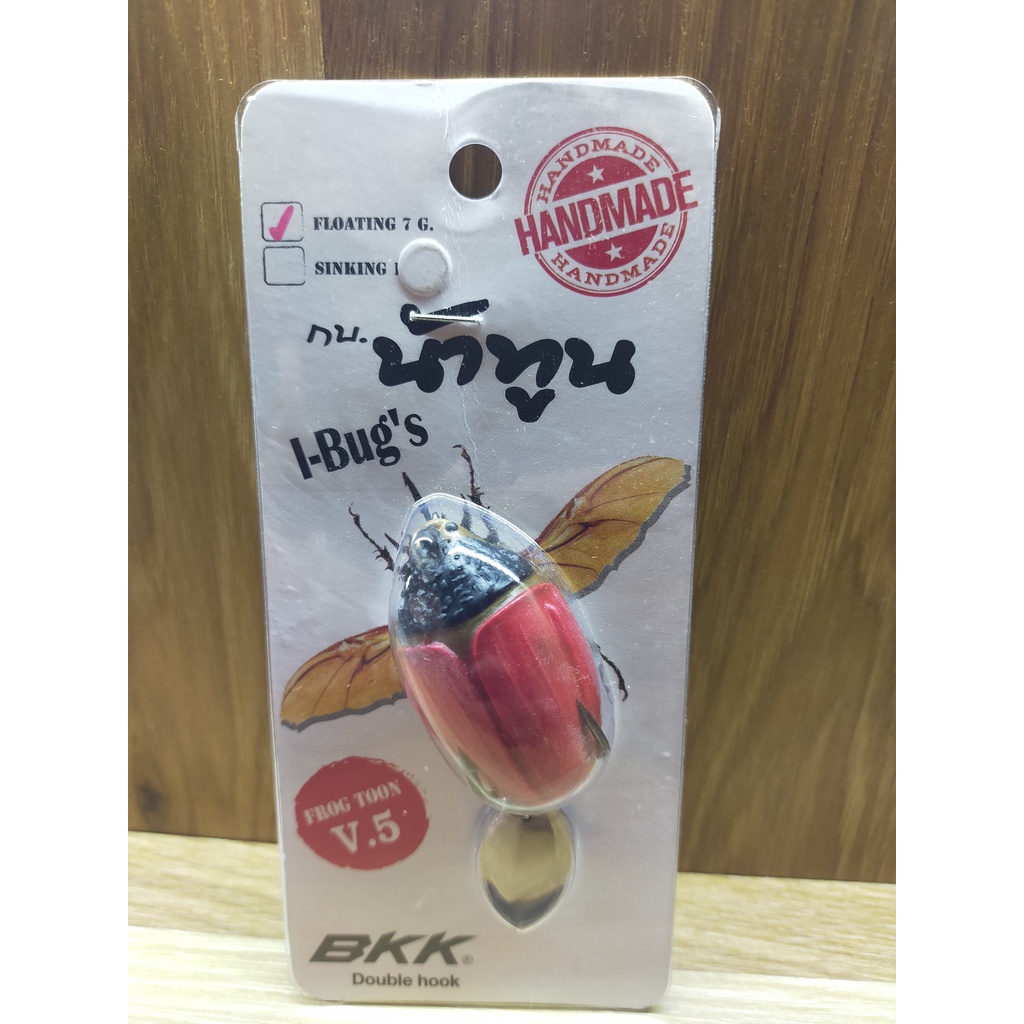 HANDMADE
HANDMADE
HANDMADE
FLOATING 7 G.
SINKING
กบ.
น้าทูน
I-Bug's
FROG TOON
V.5
BKK®
Double hook